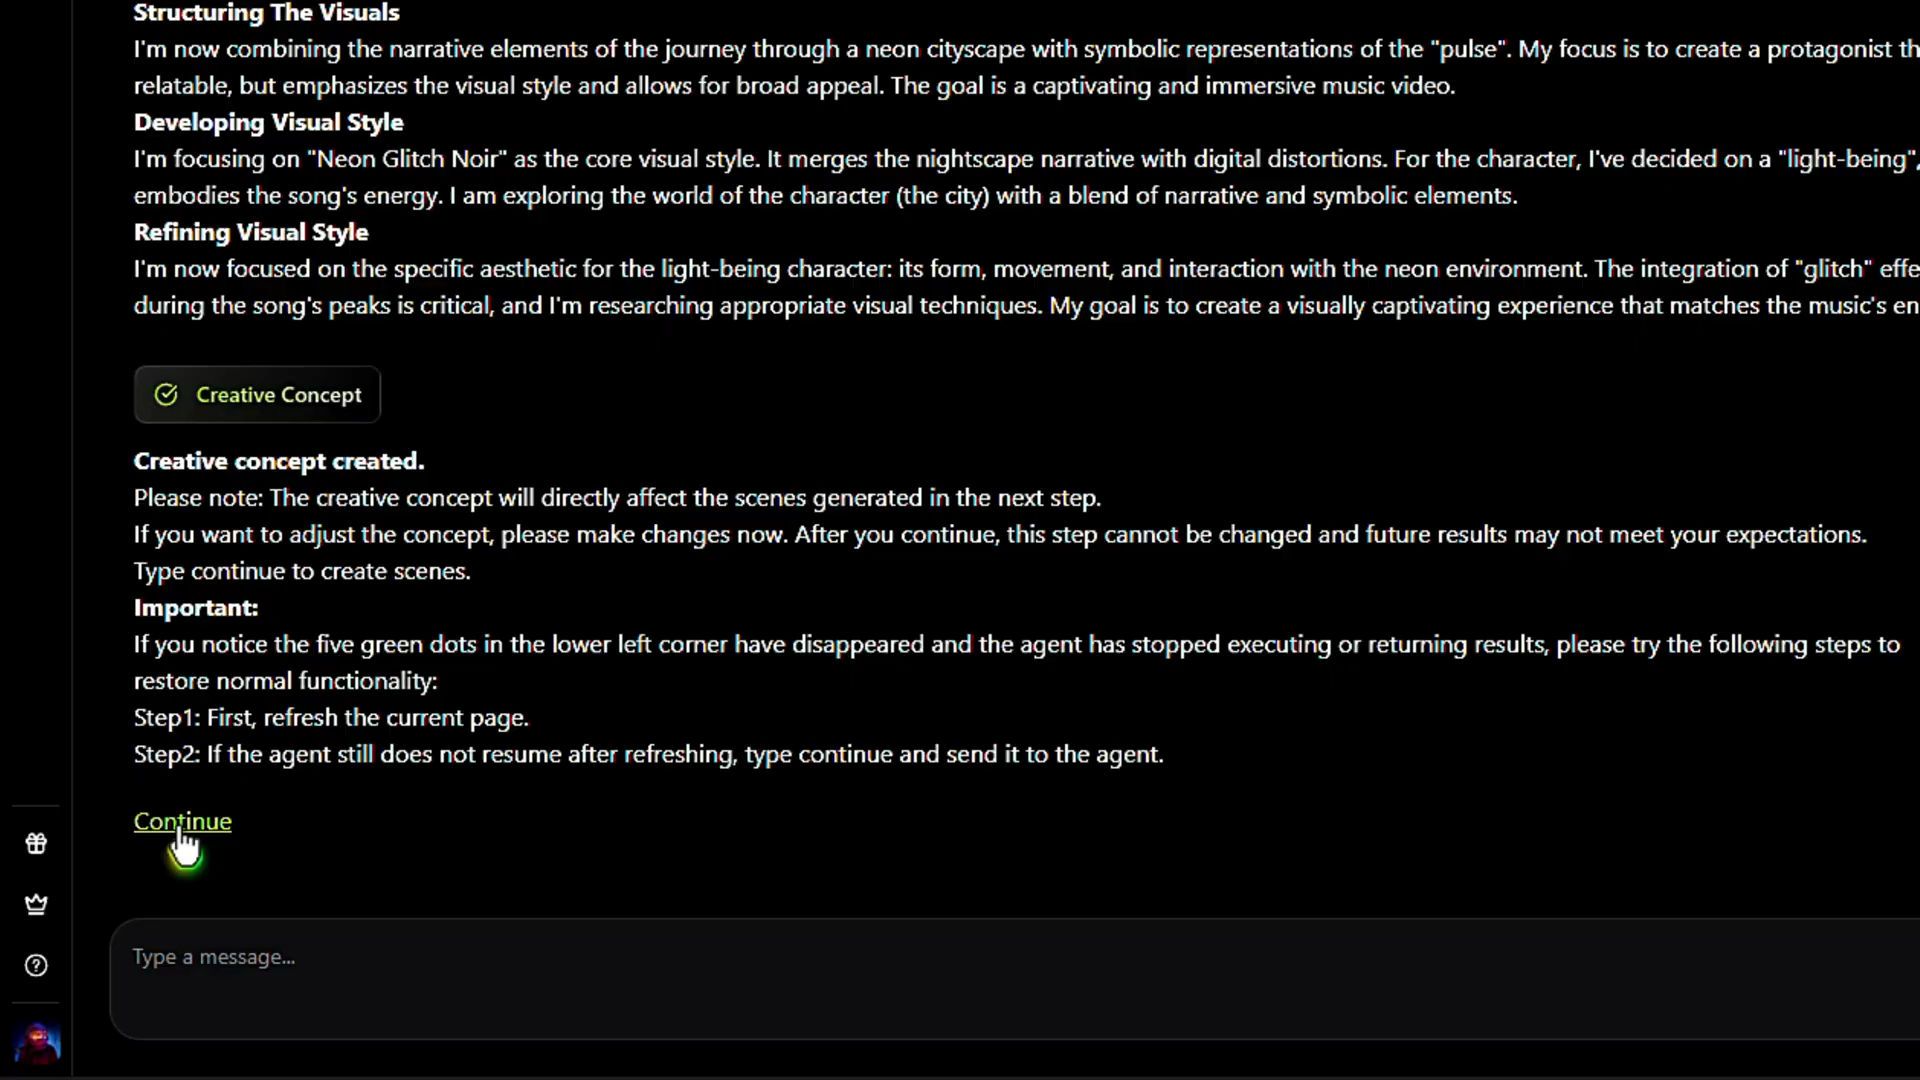 Structuring The Visuals
I'm now combining the narrative elements of the journey through a neon cityscape with symbolic representations of the "pulse". My focus is to create a protagonist
relatable, but emphasizes the visual style and allows for broad appeal. The goal is a captivating and immersive music video.
Developing Visual Style
I'm focusing on "Neon Glitch Noir" as the core visual style. It merges the nightscape narrative with digital distortions. For the character, I've decided on a "light-being",
embodies the song's energy. I am exploring the world of the character (the city) with a blend of narrative and symbolic elements.
Refining Visual Style
I'm now focused on the specific aesthetic for the light-being character: its form, movement, and interaction with the neon environment. The integration of "glitch"
during the song's peaks is critical, and I'm researching appropriate visual techniques. My goal is to create a visually captivating experience that matches the music's
Creative Concept
Creative concept created.
Please note: The creative concept will directly affect the scenes generated in the next step.
If you want to adjust the concept, please make changes now. After you continue, this step cannot be changed and future results may not meet your expectations.
Type continue to create scenes.
Important:
If you notice the five green dots in the lower left corner have disappeared and the agent has stopped executing or returning results, please try the following steps to
restore normal functionality:
Step1: First, refresh the current page.
Step2: If the agent still does not resume after refreshing, type continue and send it to the agent.
Continue
Type a message...